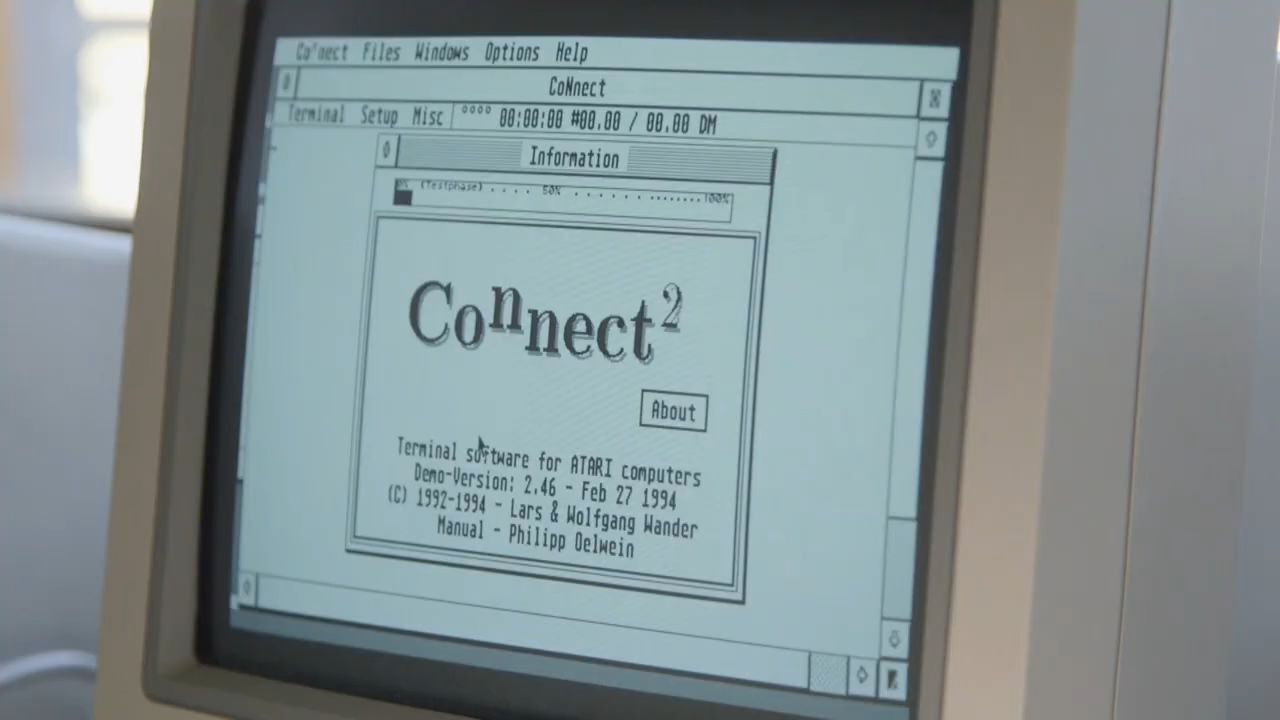 CoNnect Files Windows Options Help
CoNnect
Terminal Setup Misc °°°° 00:00:00 #00.00 / 00.00 DM
Information
0% (Testphase) . . . . 50% . . . . . . ........100%
Connect²
About
Terminal software for ATARI computers
Demo-Version: 2.46 - Feb 27 1994
(C) 1992-1994 - Lars & Wolfgang Wander
Manual - Philipp Oelwein